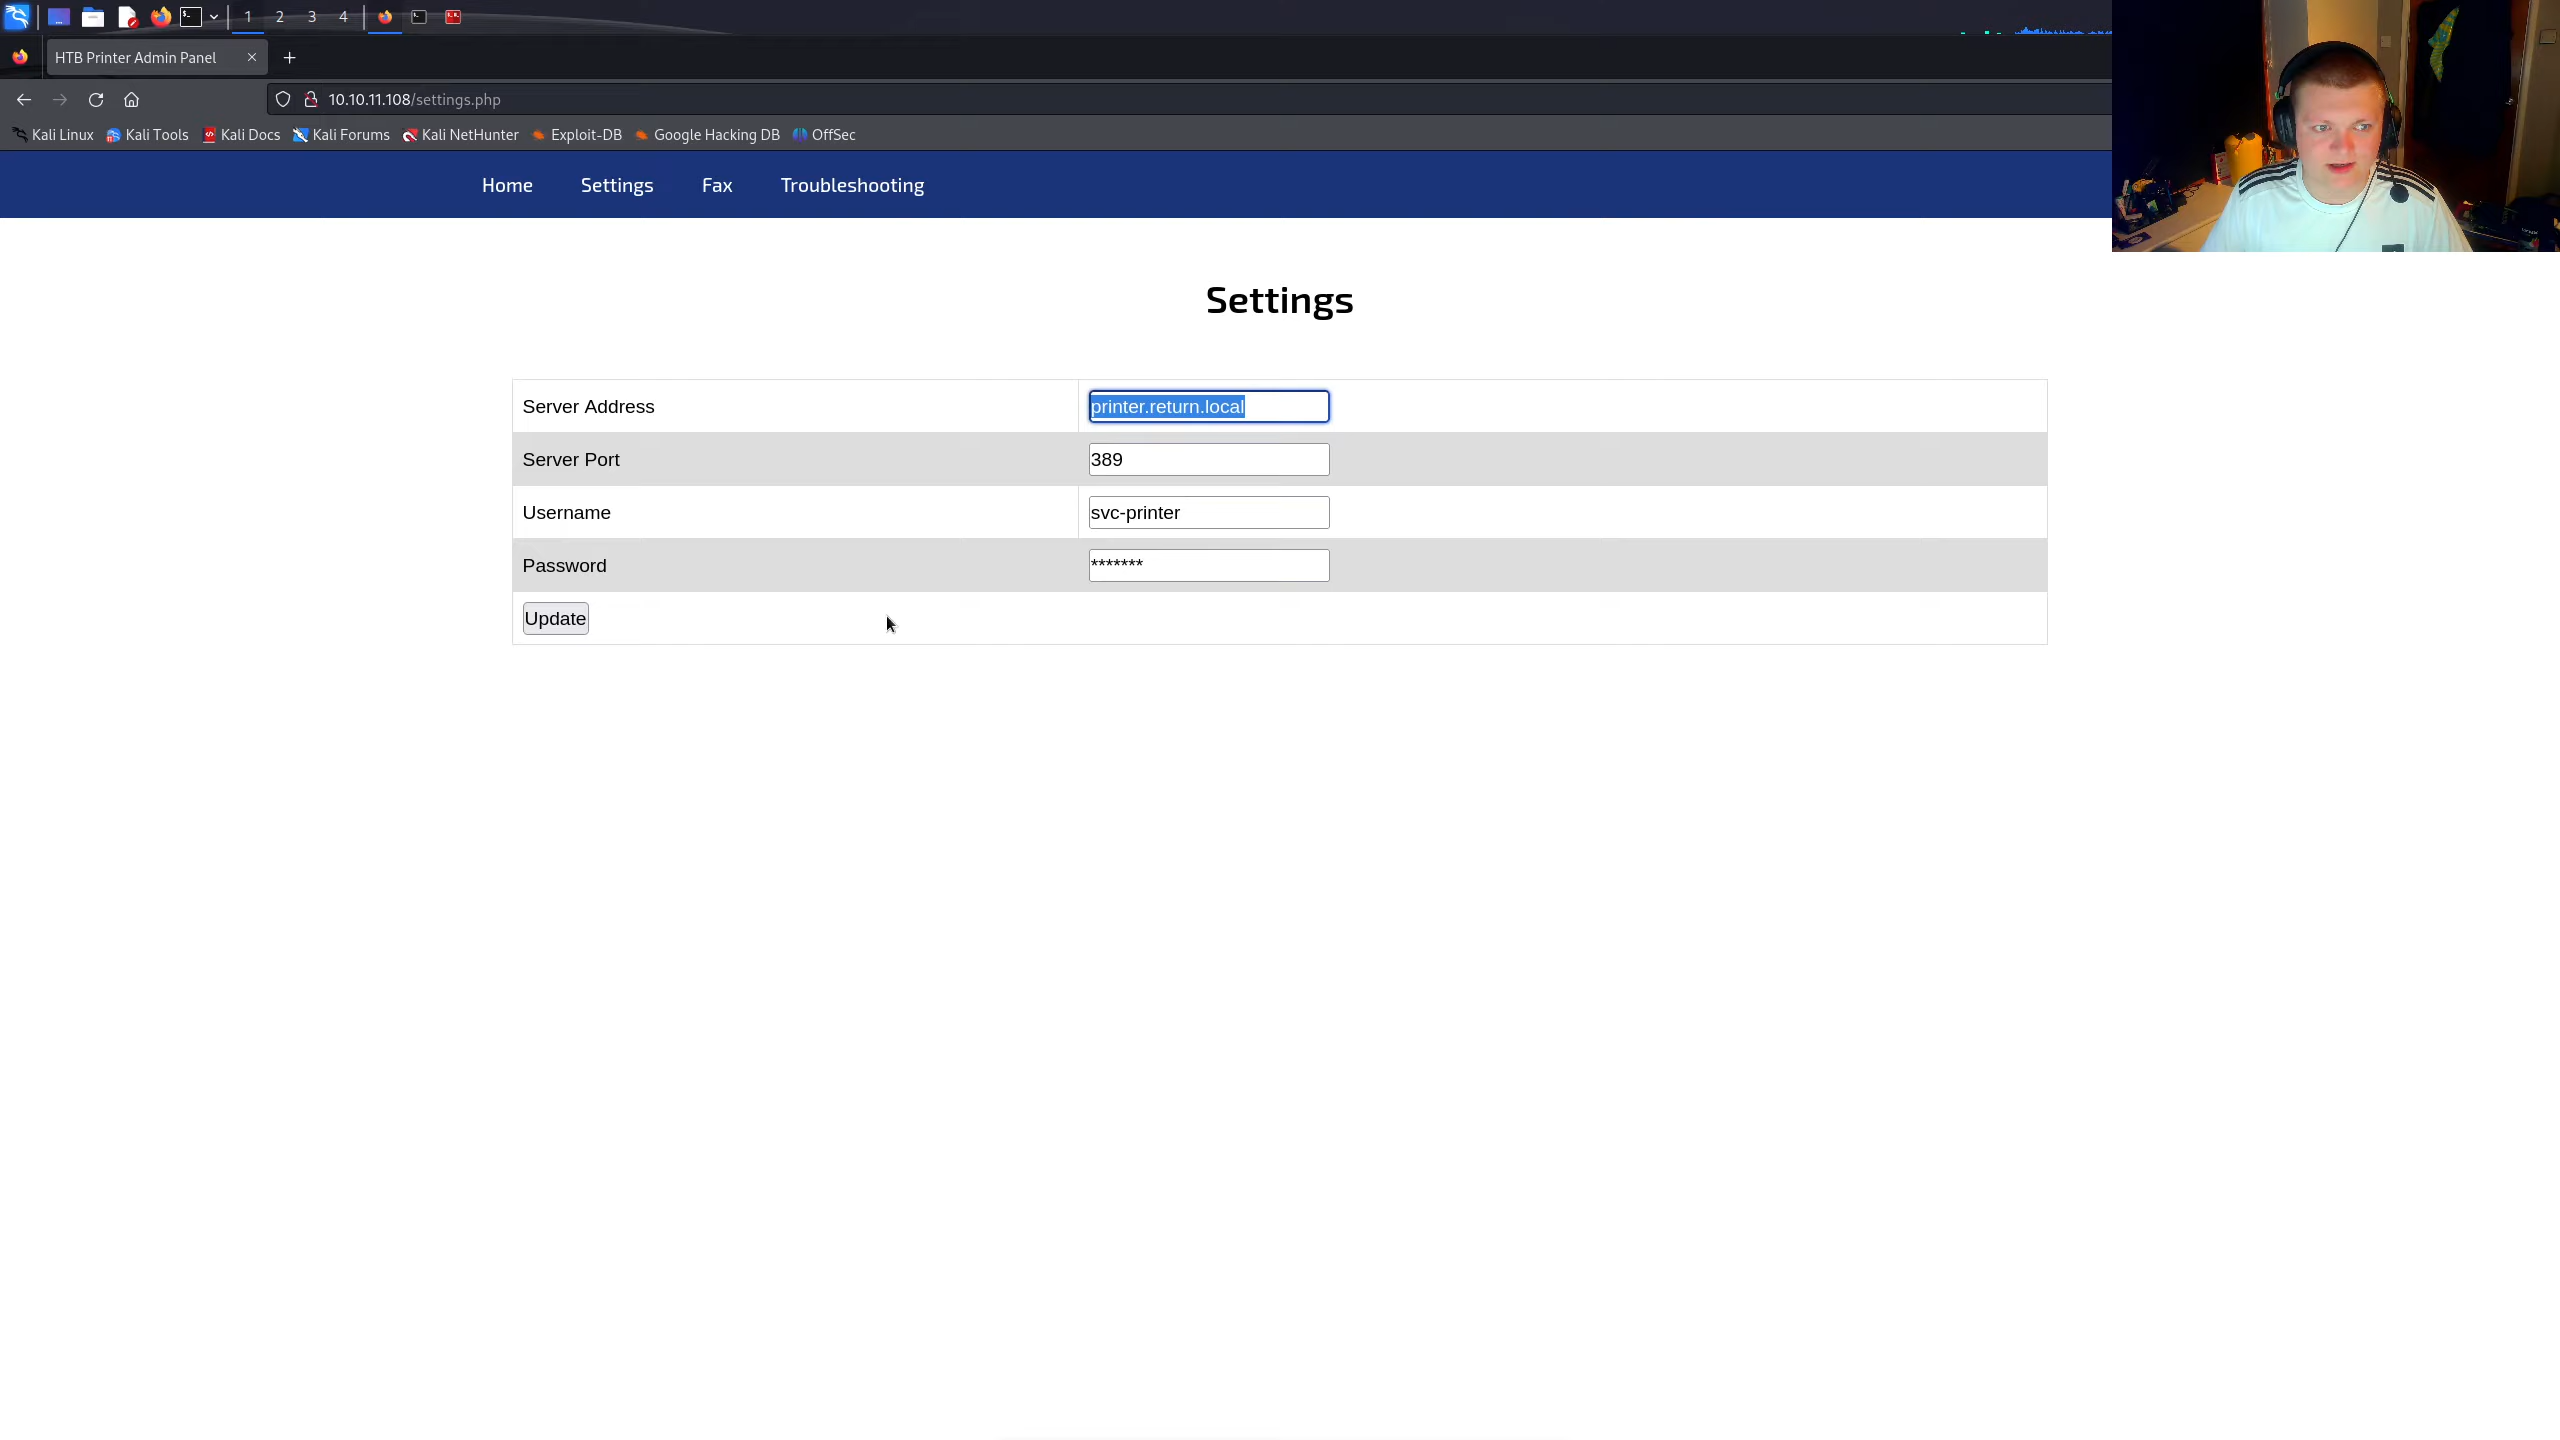 1 2 3 4
HTB Printer Admin Panel
10.10.11.108/settings.php
Kali Linux Kali Tools Kali Docs Kali Forums Kali NetHunter Exploit-DB Google Hacking DB OffSec
Home Settings Fax Troubleshooting
Settings
Server Address printer.return.local
Server Port 389
Username svc-printer
Password *******
Update